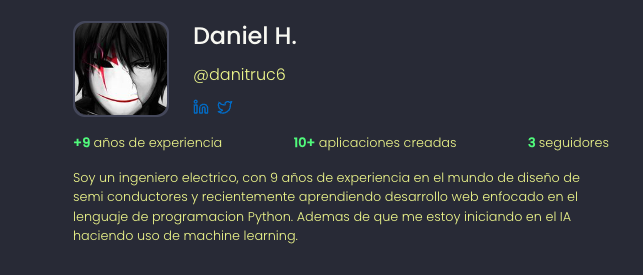 Daniel H.
@danitruc6
+9 años de experiencia
10+ aplicaciones creadas
3 seguidores
Soy un ingeniero electrico, con 9 años de experiencia en el mundo de diseño de
semi conductores y recientemente aprendiendo desarrollo web enfocado en el
lenguaje de programacion Python. Ademas de que me estoy iniciando en el IA
haciendo uso de machine learning.